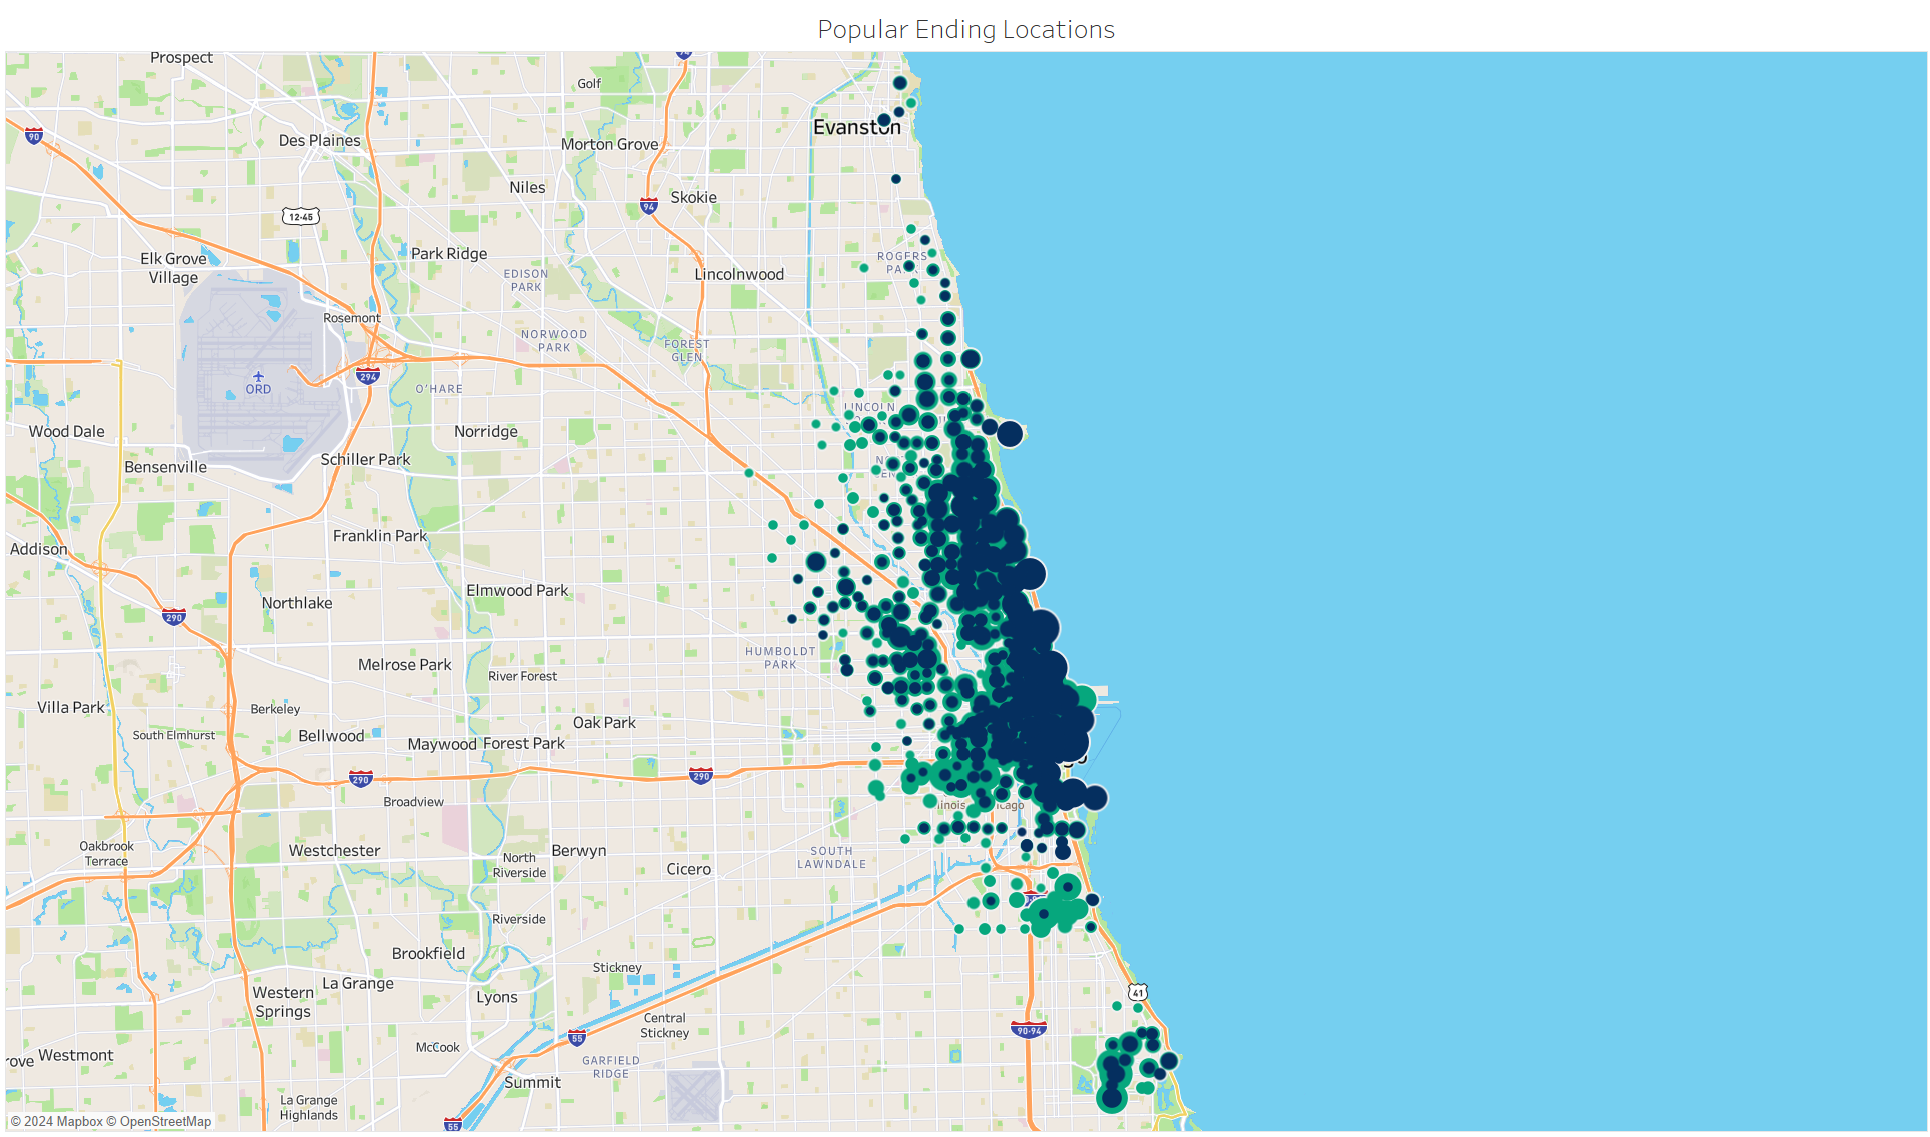 Popular Ending Locations
Prospect
94
Golf
90
Evanston
Des Plaines
Morton Grove
Niles
Skokie
94
12-45
Park Ridge
Elk Grove
Village
ROGERS
EDISON
PARK
Lincolnwood
Rosemont
NORWOOD
PARK
FOREST
GLEN
294
ORD
O'HARE
LINCOLN
Wood Dale
Norridge
Schiller Park
Bensenville
Franklin Park
Addison
Elmwood Park
Northlake
290
HUMBOLDT
PARK
Melrose Park
River Forest
Villa Park
Berkeley
Oak Park
South Elmhurst
Bellwood
Maywood
Forest Park
290
290
Broadview
Oakbrook
Terrace
Westchester
North
Riverside
Berwyn
SOUTH
LAWNDALE
Cicero
Riverside
Brookfield
Stickney
La Grange
Western
Springs
Lyons
41
Central
Stickney
90-94
55
McCook
Westmont
GARFIELD
RIDGE
Summit
La Grange
Highlands
55
© 2024 Mapbox © OpenStreetMap